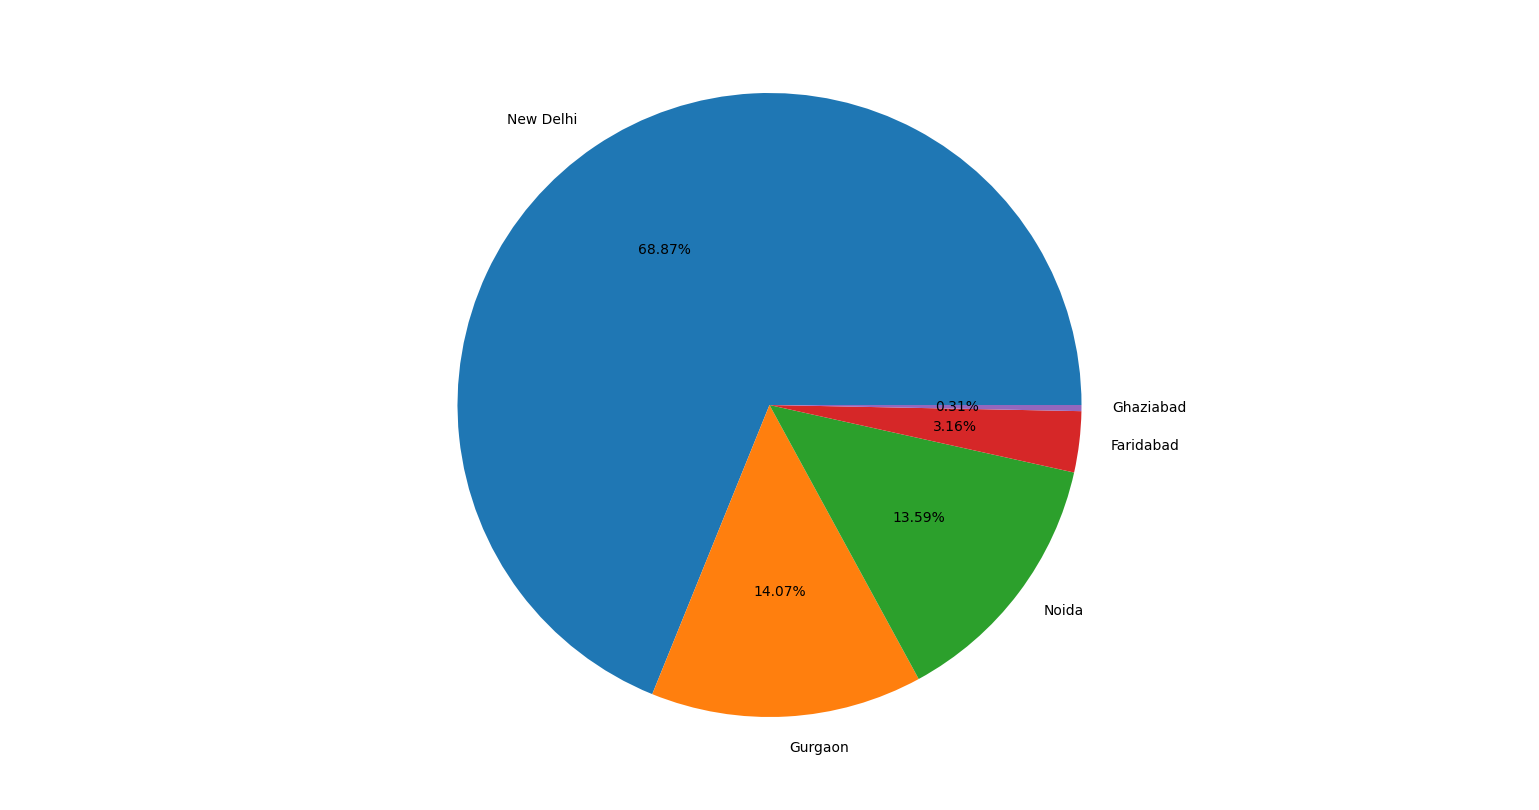 New Delhi
68.87%
0.31%
Ghaziabad
3.16%
Faridabad
13.59%
14.07%
Noida
Gurgaon